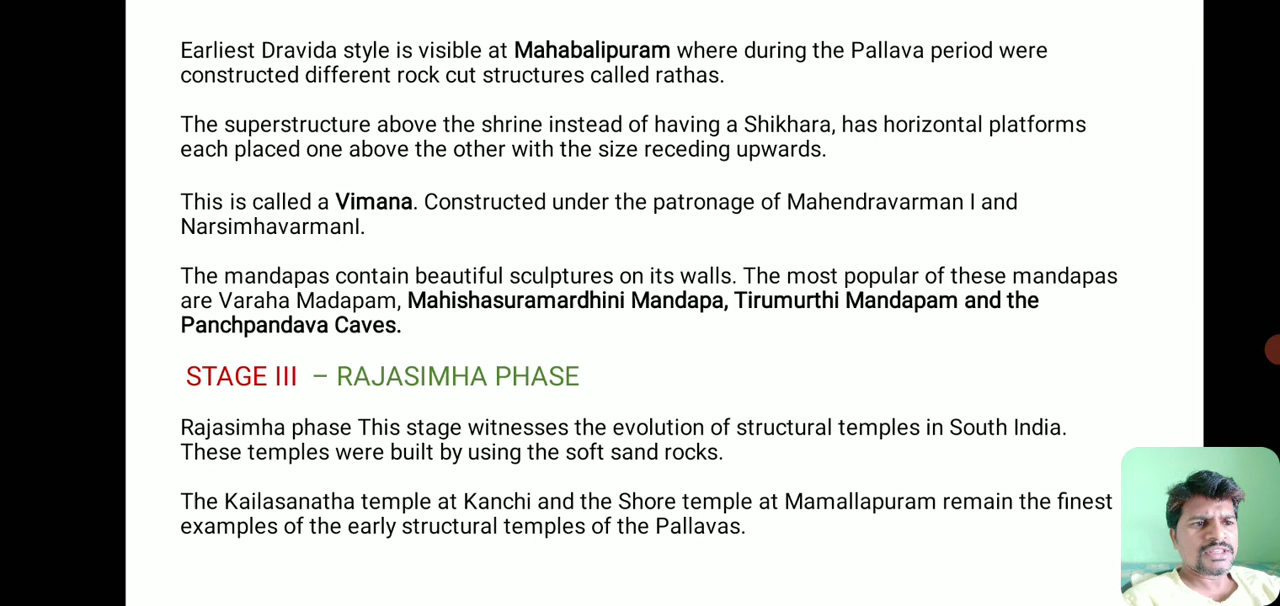 Earliest Dravida style is visible at Mahabalipuram where during the Pallava period were
constructed different rock cut structures called rathas.
The superstructure above the shrine instead of having a Shikhara, has horizontal platforms
each placed one above the other with the size receding upwards.
This is called a Vimana. Constructed under the patronage of Mahendravarman I and
NarsimhavarmanI.
The mandapas contain beautiful sculptures on its walls. The most popular of these mandapas
are Varaha Madapam, Mahishasuramardhini Mandapa, Tirumurthi Mandapam and the
Panchpandava Caves.
STAGE III – RAJASIMHA PHASE
Rajasimha phase This stage witnesses the evolution of structural temples in South India.
These temples were built by using the soft sand rocks.
The Kailasanatha temple at Kanchi and the Shore temple at Mamallapuram remain the finest
examples of the early structural temples of the Pallavas.